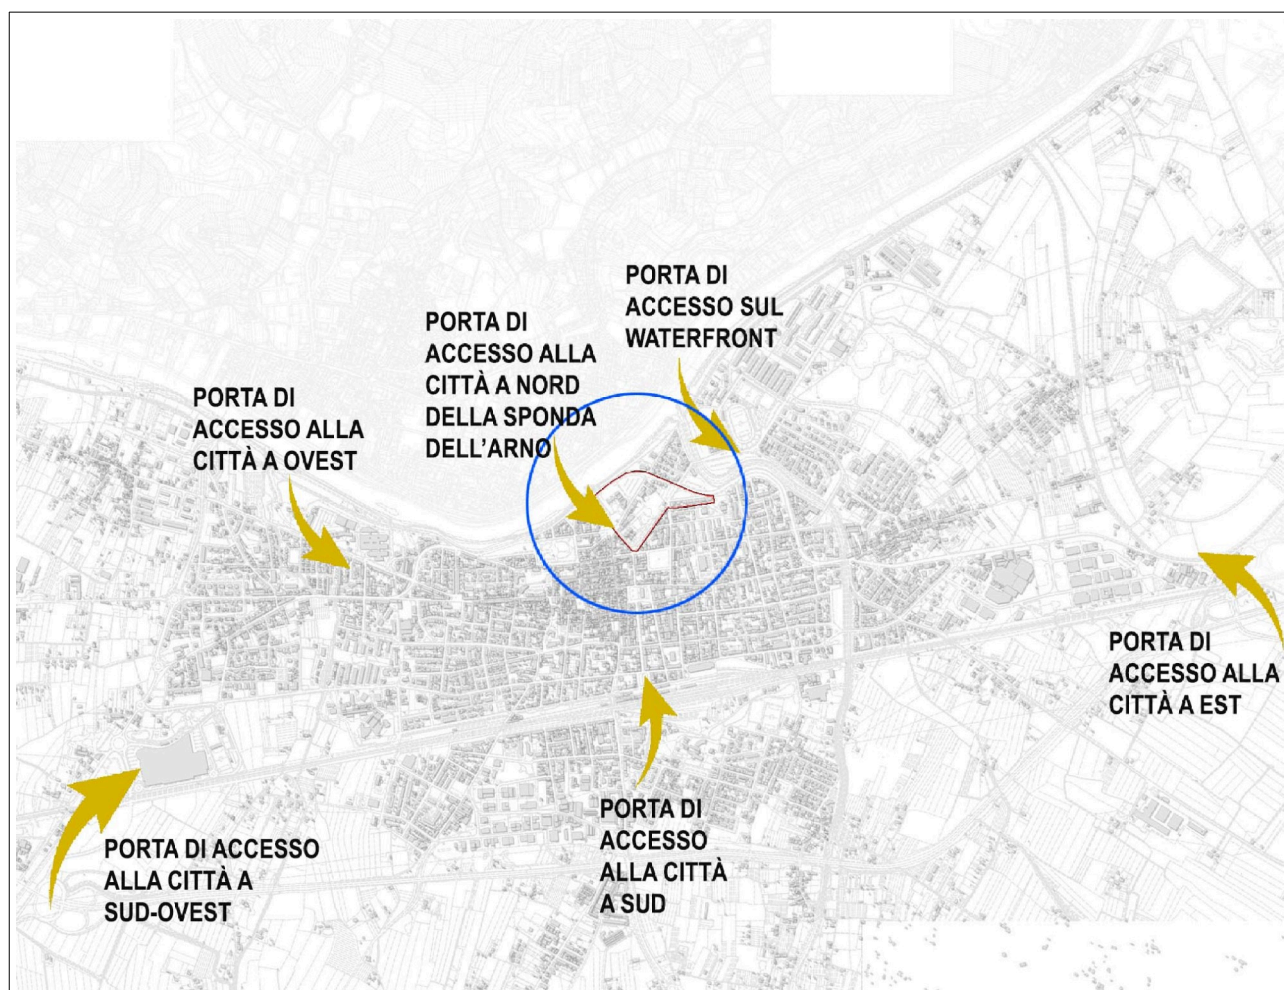 PORTA DI
ACCESSO SUL
WATERFRONT
PORTA DI
ACCESSO ALLA
CITTÀ A NORD
DELLA SPONDA
DELL'ARNO
PORTA DI
ACCESSO ALLA
CITTÀ A OVEST
PORTA DI
ACCESSO ALLA
CITTÀ A EST
PORTA DI
ACCESSO
ALLA CITTÀ
A SUD
PORTA DI ACCESSO
ALLA CITTÀ A
SUD-OVEST